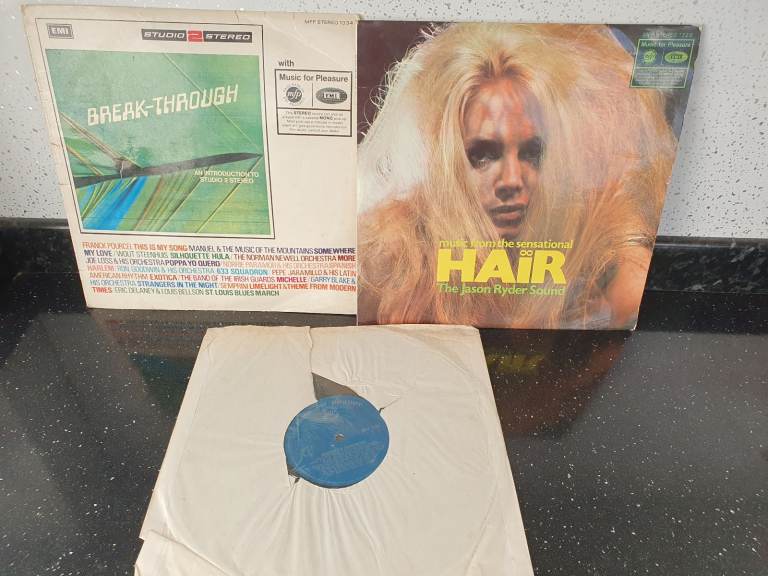 EMI
STUDIO 2 STEREO
MFP STEREO 1034
with
Music for Pleasure
mfp
EMI
BREAK-THROUGH
AN INTRODUCTION TO
STUDIO 2 STEREO
FRANCK POURCEL THIS IS MY SONG MANUEL & THE MUSIC OF THE MOUNTAINS SOMEWHERE
MY LOVE/WOUT STEENHUIS SILHOUETTE HULA/THE NORMAN NEWELL ORCHESTRA MORE
JOE LOSS & HIS ORCHESTRA POPPA YO QUERO/NORRIE PARAMOR & HIS ORCHESTRA SPANISH
HARLEM/RON GOODWIN & HIS ORCHESTRA 633 SQUADRON/PEPE JARAMILLO & HIS LATIN
AMERICAN RHYTHM EXOTICA/THE BAND OF THE IRISH GUARDS MICHELLE/GARRY BLAKE &
HIS ORCHESTRA STRANGERS IN THE NIGHT/SEMPRINI LIMELIGHT & THEME FROM MODERN
TIMES/ERIC DELANEY & LOUIS BELLSON ST LOUIS BLUES MARCH
Music for Pleasure
mfp
EMI
music from the sensational
HAIR
The Jason Ryder Sound